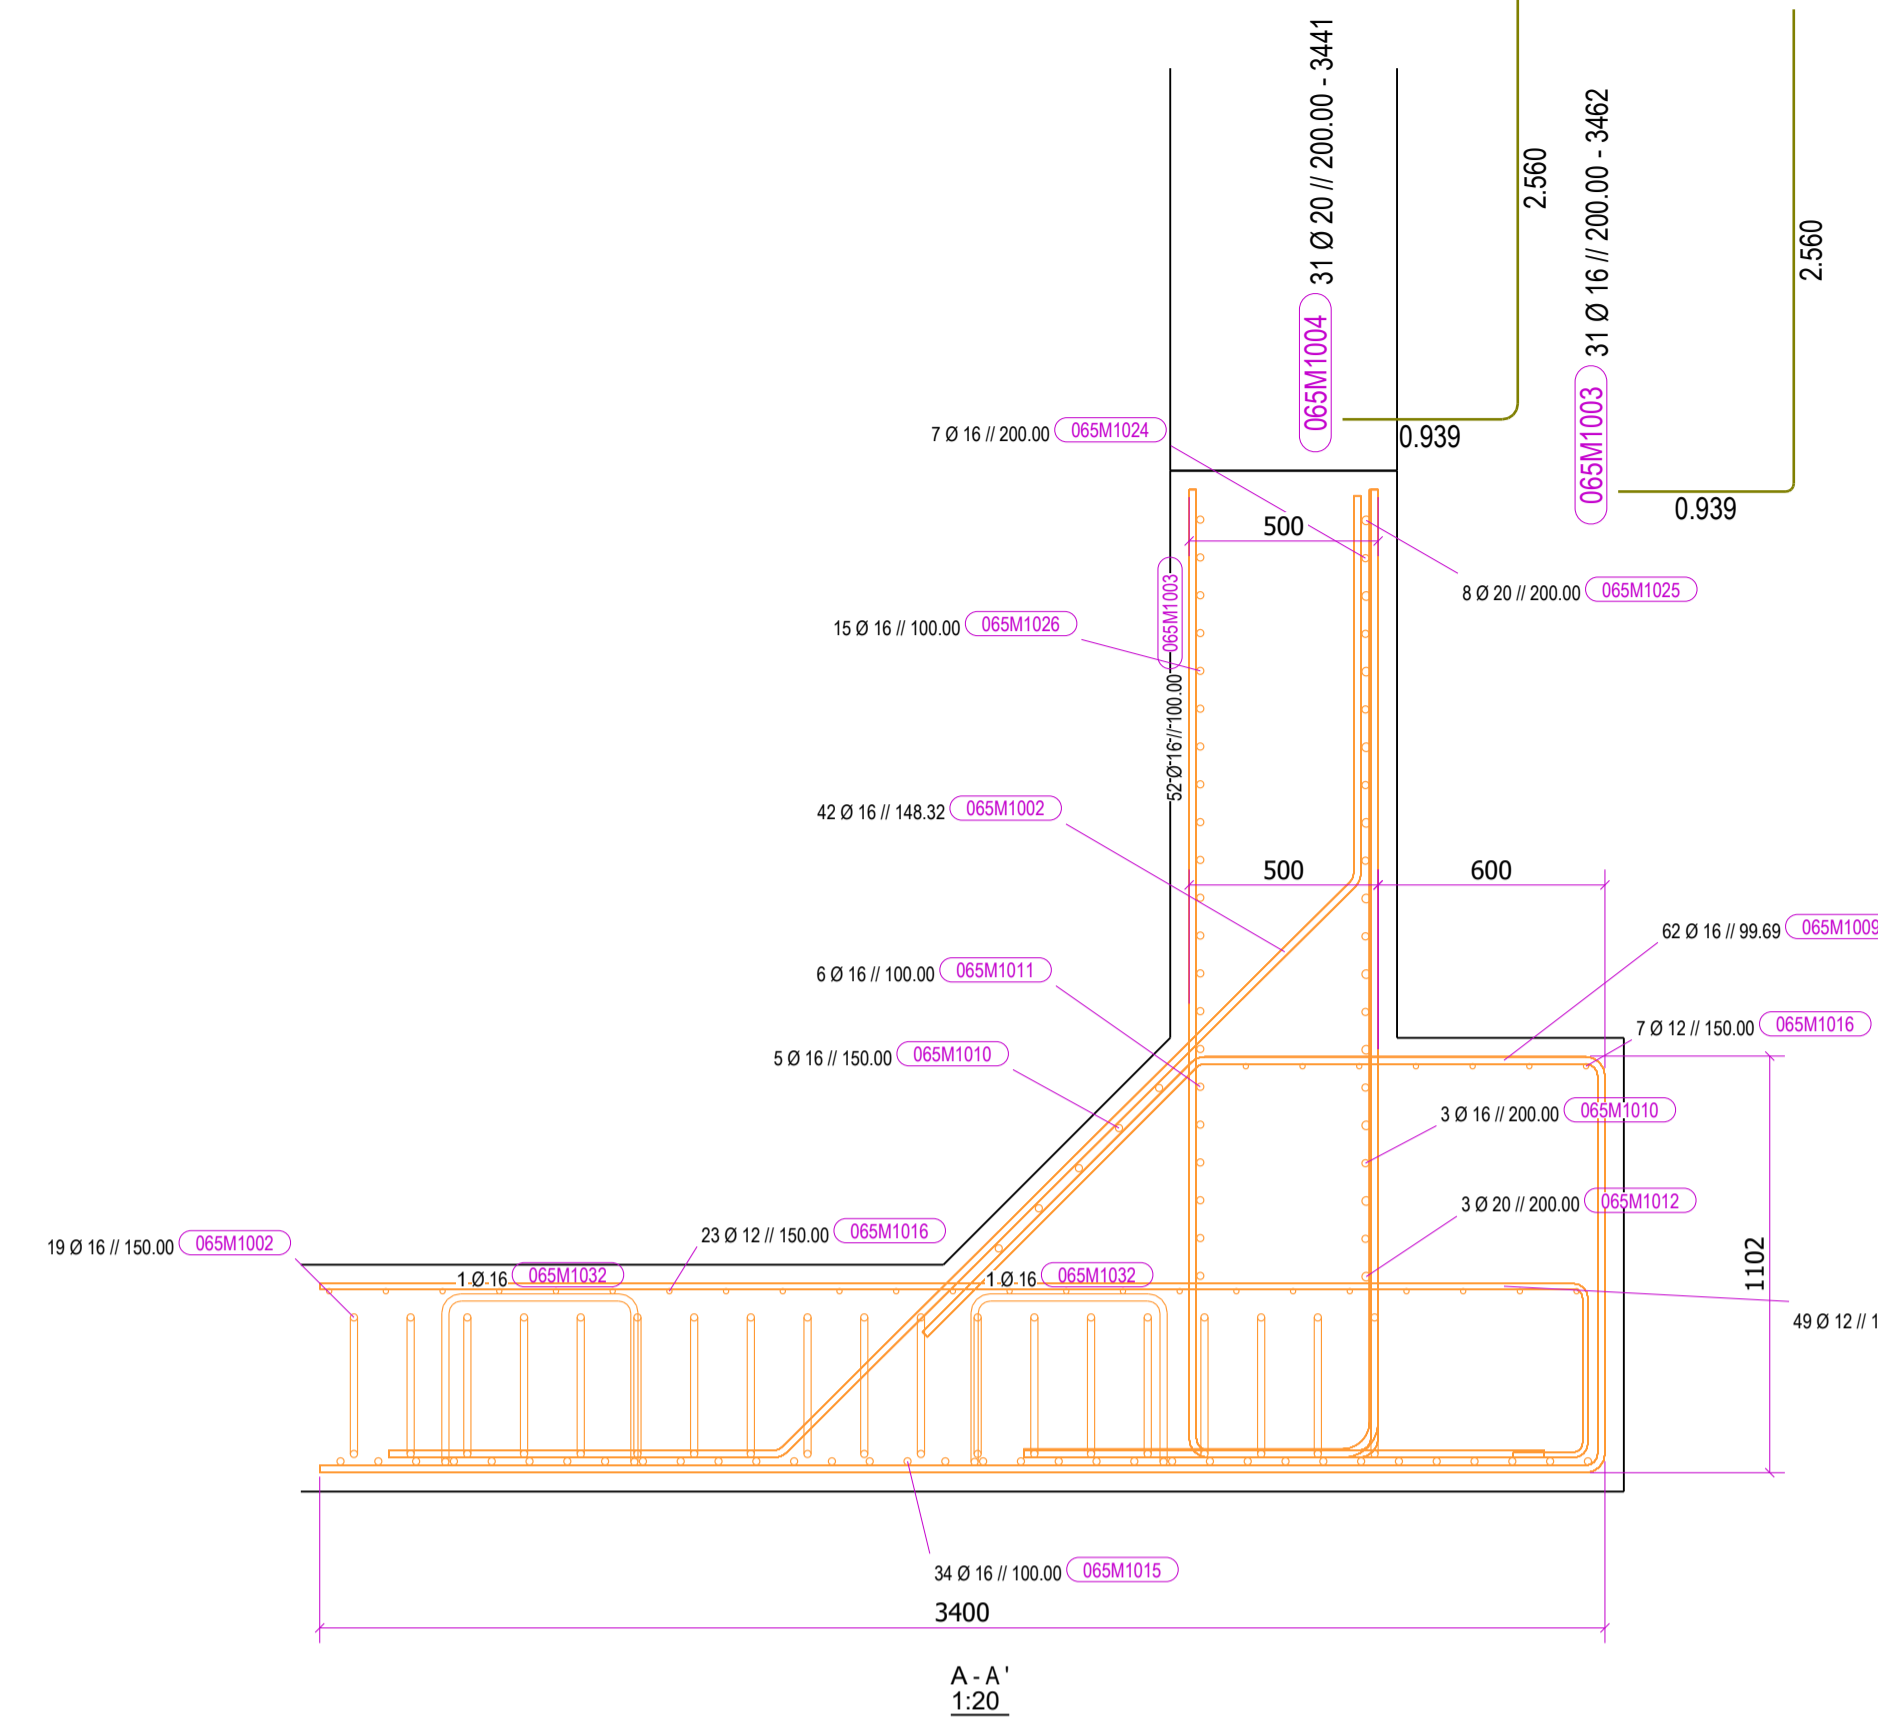 31 Ø 20 // 200.00 - 3441
065M1004
2.560
0.939
31 Ø 16 // 200.00 - 3462
065M1003
2.560
0.939
7 Ø 16 // 200.00 065M1024
500
8 Ø 20 // 200.00 065M1025
15 Ø 16 // 100.00 065M1026
52 Ø 16 // 100.00 065M1003
42 Ø 16 // 148.32 065M1002
500
600
62 Ø 16 // 99.69 065M1009
6 Ø 16 // 100.00 065M1011
7 Ø 12 // 150.00 065M1016
5 Ø 16 // 150.00 065M1010
3 Ø 16 // 200.00 065M1010
3 Ø 20 // 200.00 065M1012
19 Ø 16 // 150.00 065M1002
23 Ø 12 // 150.00 065M1016
1102
1 Ø 16 065M1032
1 Ø 16 065M1032
49 Ø 12 // 1
34 Ø 16 // 100.00 065M1015
3400
A - A '
1:20